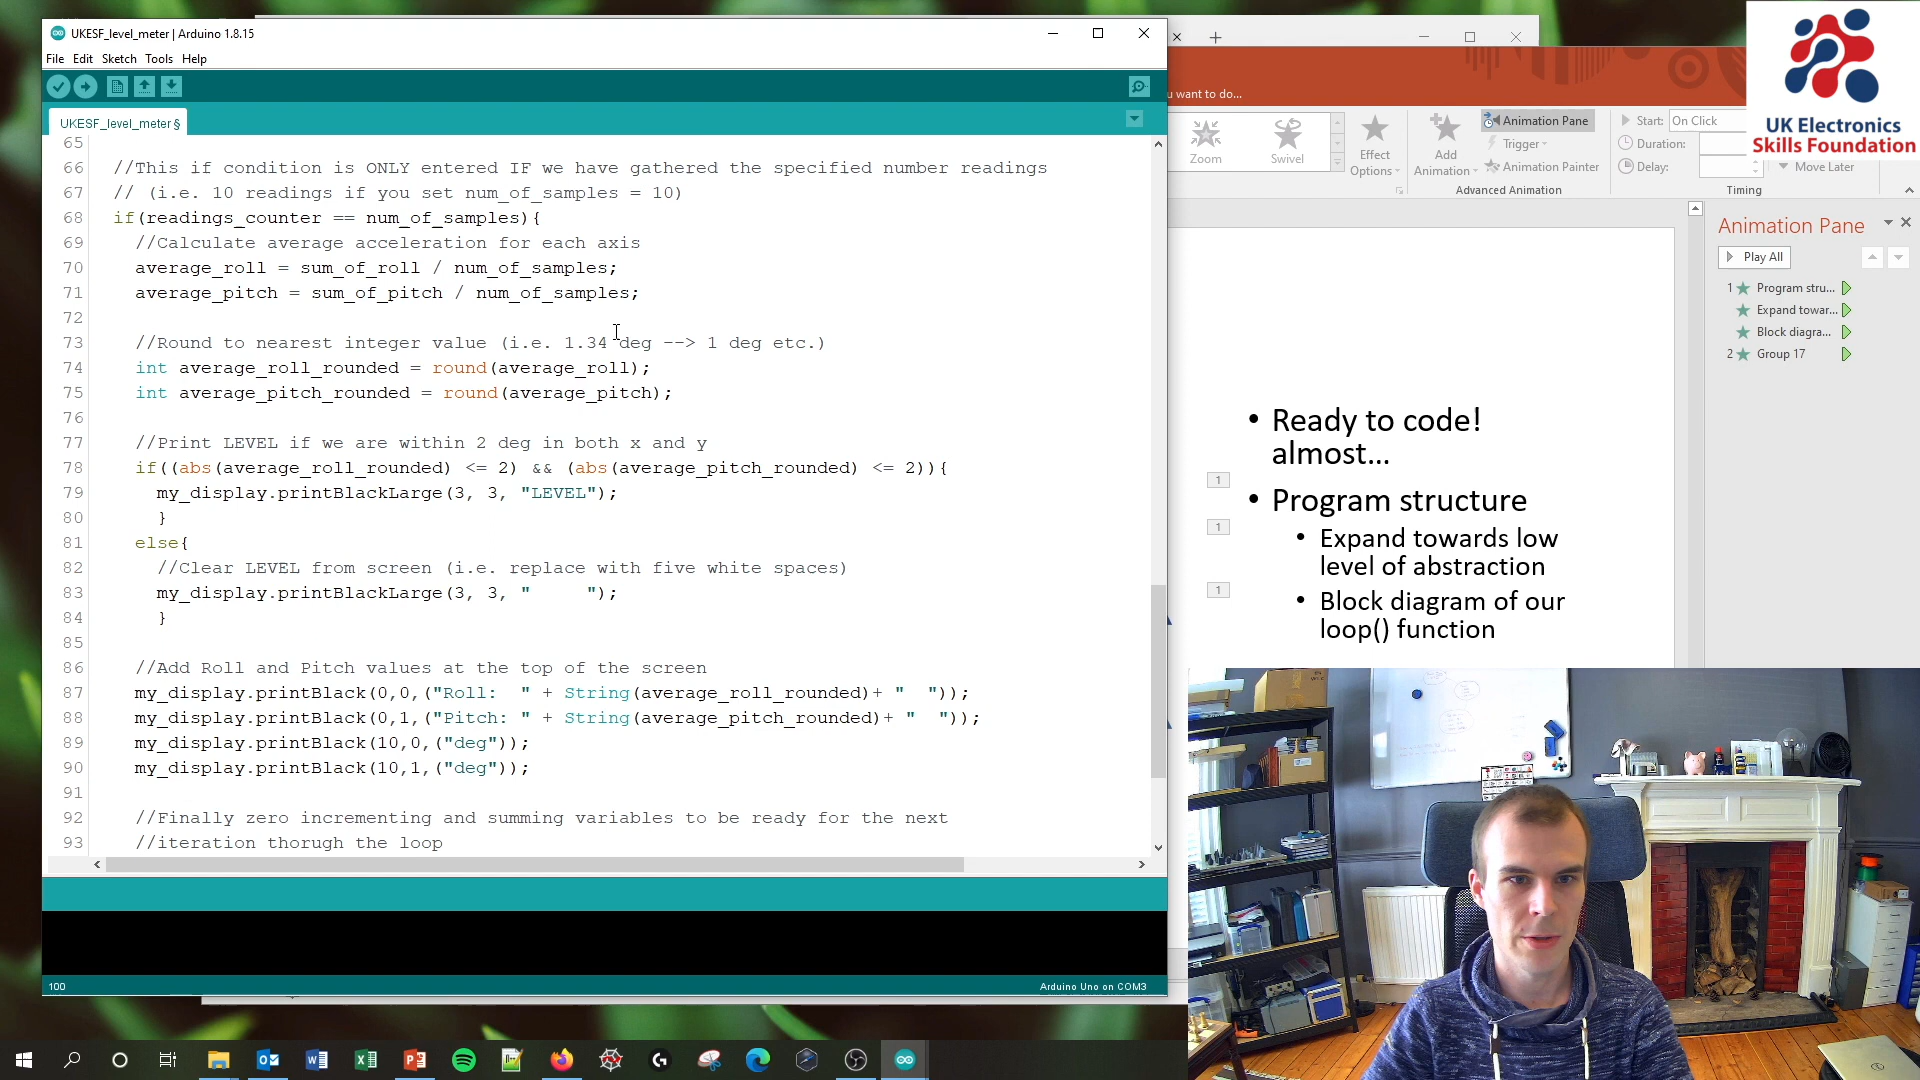 UKESF_level_meter | Arduino 1.8.15
File Edit Sketch Tools Help
UKESF_level_meter §
65
66 //This if condition is ONLY entered IF we have gathered the specified number readings
67 // (i.e. 10 readings if you set num_of_samples = 10)
68 if(readings_counter == num_of_samples){
69 //Calculate average acceleration for each axis
70 average_roll = sum_of_roll / num_of_samples;
71 average_pitch = sum_of_pitch / num_of_samples;
72
73 //Round to nearest integer value (i.e. 1.34 deg --> 1 deg etc.)
74 int average_roll_rounded = round(average_roll);
75 int average_pitch_rounded = round(average_pitch);
76
77 //Print LEVEL if we are within 2 deg in both x and y
78 if((abs(average_roll_rounded) <= 2) && (abs(average_pitch_rounded) <= 2)){
79 my_display.printBlackLarge(3, 3, "LEVEL");
80 }
81 else{
82 //Clear LEVEL from screen (i.e. replace with five white spaces)
83 my_display.printBlackLarge(3, 3, "     ");
84 }
85
86 //Add Roll and Pitch values at the top of the screen
87 my_display.printBlack(0,0,("Roll:  " + String(average_roll_rounded)+ "  "));
88 my_display.printBlack(0,1,("Pitch: " + String(average_pitch_rounded)+ "  "));
89 my_display.printBlack(10,0,("deg"));
90 my_display.printBlack(10,1,("deg"));
91
92 //Finally zero incrementing and summing variables to be ready for the next
93 //iteration thorugh the loop
100
Arduino Uno on COM3
u want to do...
Zoom
Swivel
Effect
Options
Add
Animation
Animation Pane
Trigger
Animation Painter
Advanced Animation
Start: On Click
Duration:
Delay:
Move Later
Timing
UK Electronics
Skills Foundation
Animation Pane
Play All
1 Program stru...
Expand towar...
Block diagra...
2 Group 17
• Ready to code!
almost...
1
• Program structure
1
• Expand towards low
level of abstraction
1
• Block diagram of our
loop() function